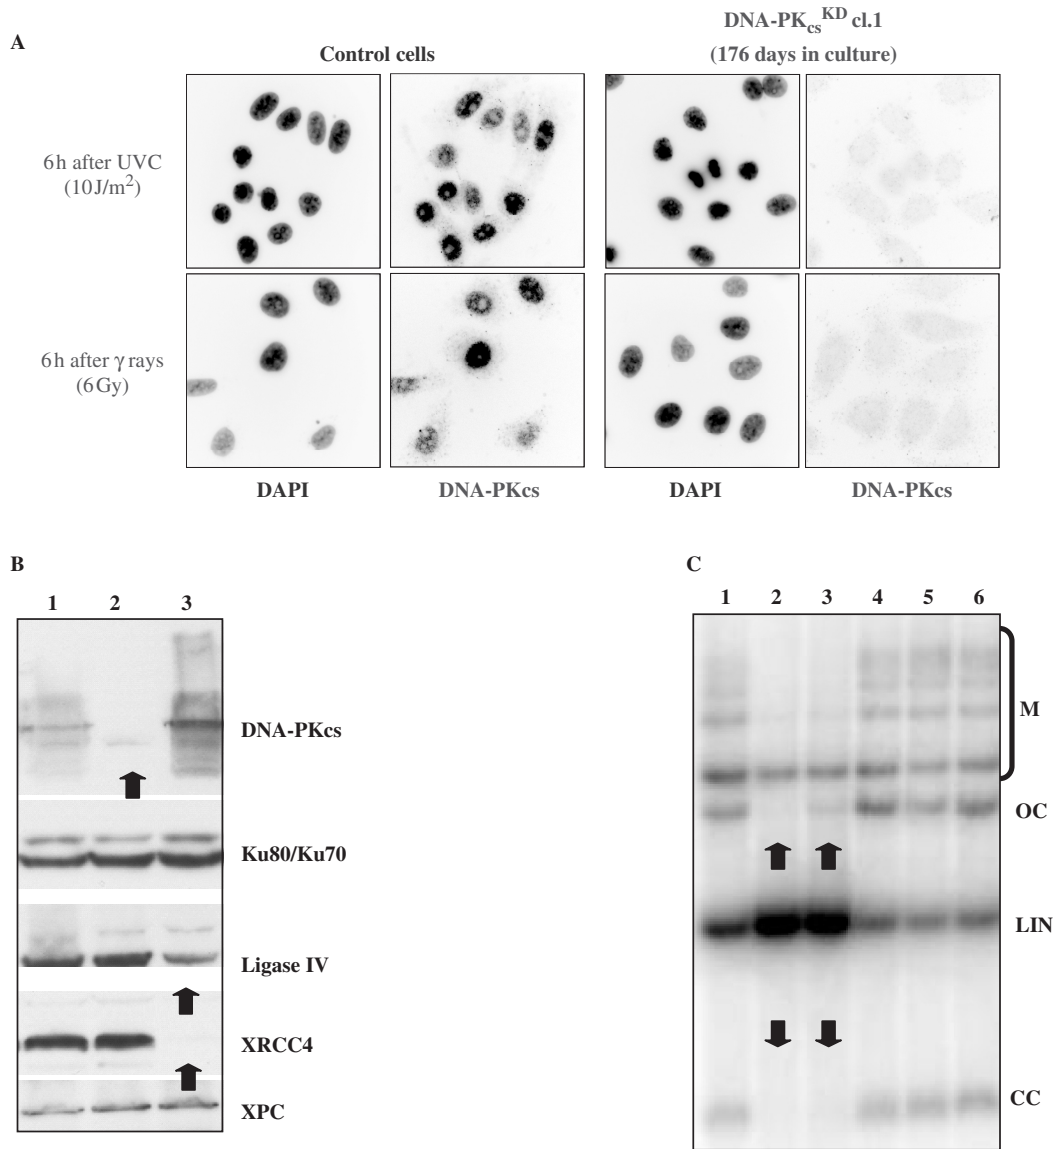 A
Control cells
DNA-PKcs^KD cl.1
(176 days in culture)
6h after UVC
(10J/m²)
6h after γ rays
(6Gy)
DAPI
DNA-PKcs
DAPI
DNA-PKcs
B
1 2 3
DNA-PKcs
Ku80/Ku70
Ligase IV
XRCC4
XPC
C
1 2 3 4 5 6
M
OC
LIN
CC